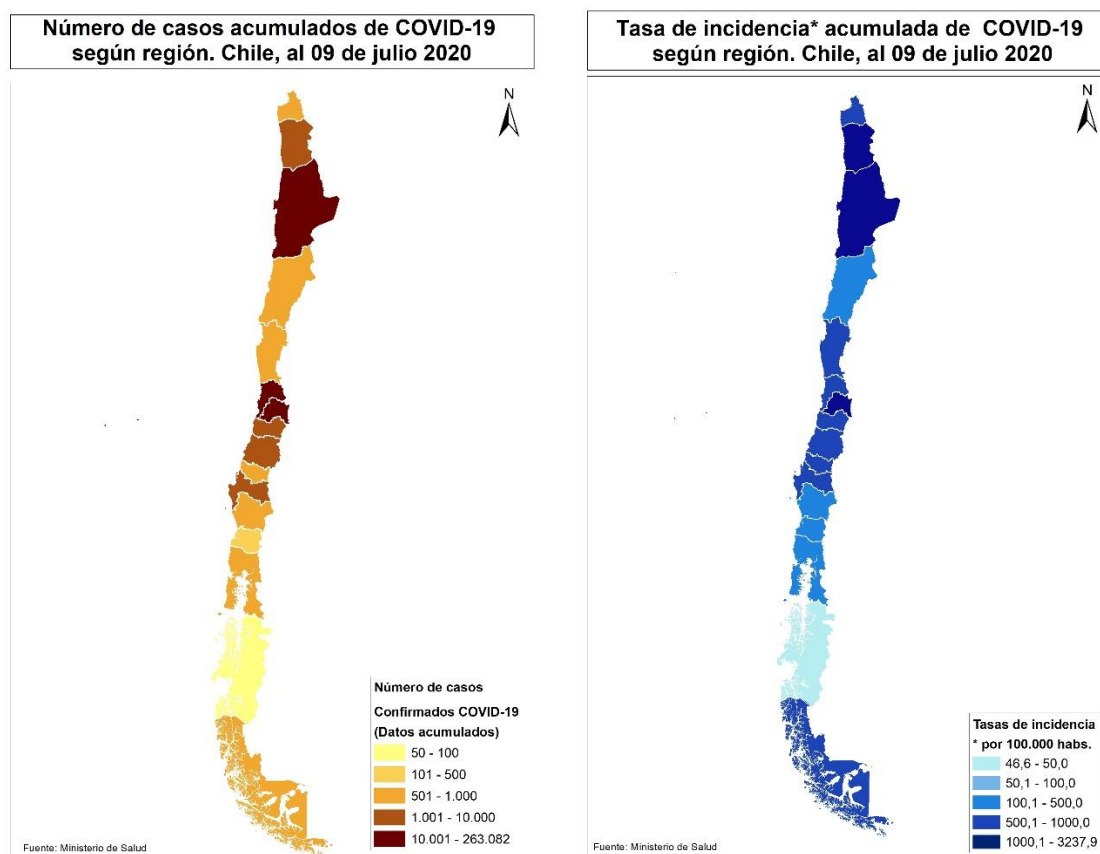 Número de casos acumulados de COVID-19
según región. Chile, al 09 de julio 2020
N
Número de casos
Confirmados COVID-19
(Datos acumulados)
50 - 100
101 - 500
501 - 1.000
1.001 - 10.000
10.001 - 263.082
Fuente: Ministerio de Salud
Tasa de incidencia* acumulada de COVID-19
según región. Chile, al 09 de julio 2020
N
Tasas de incidencia
* por 100.000 habs.
46,6 - 50,0
50,1 - 100,0
100,1 - 500,0
500,1 - 1000,0
1000,1 - 3237,9
Fuente: Ministerio de Salud